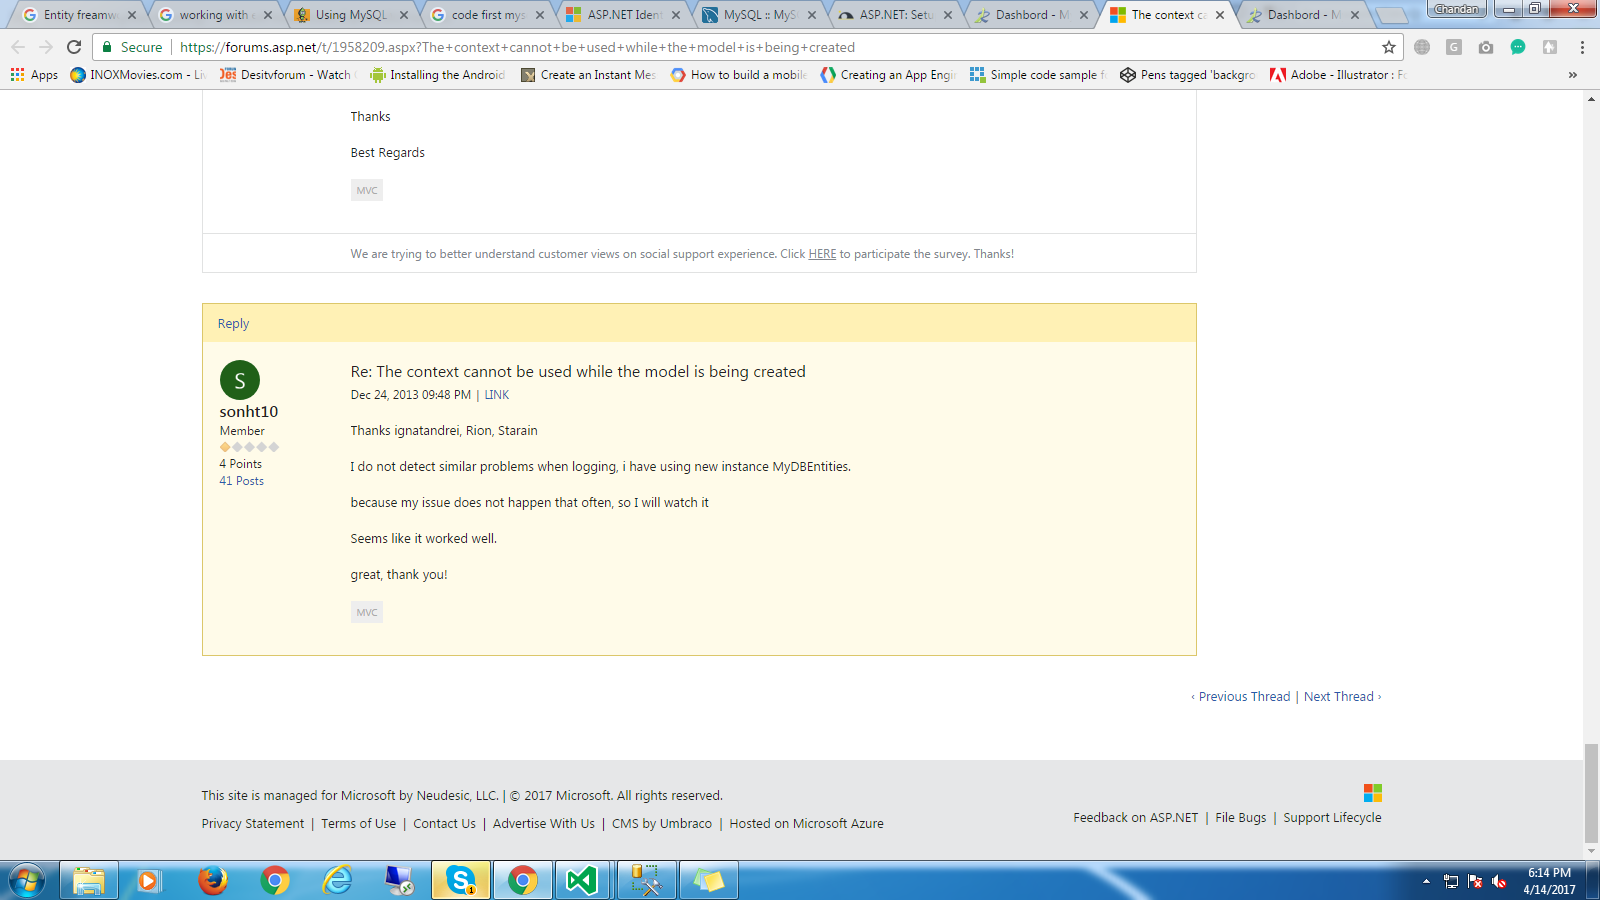 Entity freamw
working with e
Using MySQL
code first mys
ASP.NET Iden
MySQL :: MyS
ASP.NET: Setu
Dashbord - M
The context ca
Dashbord - M
Chandan
Secure
https://forums.asp.net/t/1958209.aspx?The+context+cannot+be+used+while+the+model+is+being+created
Apps
INOXMovies.com - Liv
Desitvforum - Watch
Installing the Android
Create an Instant Mes
How to build a mobile
Creating an App Engi
Simple code sample f
Pens tagged 'backgro
Adobe - Illustrator : Fo
»
Thanks
Best Regards
MVC
We are trying to better understand customer views on social support experience. Click HERE to participate the survey. Thanks!
Reply
S
sonht10
Member
4 Points
41 Posts
Re: The context cannot be used while the model is being created
Dec 24, 2013 09:48 PM | LINK
Thanks ignatandrei, Rion, Starain
I do not detect similar problems when logging, i have using new instance MyDBEntities.
because my issue does not happen that often, so I will watch it
Seems like it worked well.
great, thank you!
MVC
‹ Previous Thread | Next Thread ›
This site is managed for Microsoft by Neudesic, LLC. | © 2017 Microsoft. All rights reserved.
Privacy Statement | Terms of Use | Contact Us | Advertise With Us | CMS by Umbraco | Hosted on Microsoft Azure
Feedback on ASP.NET | File Bugs | Support Lifecycle
6:14 PM
4/14/2017